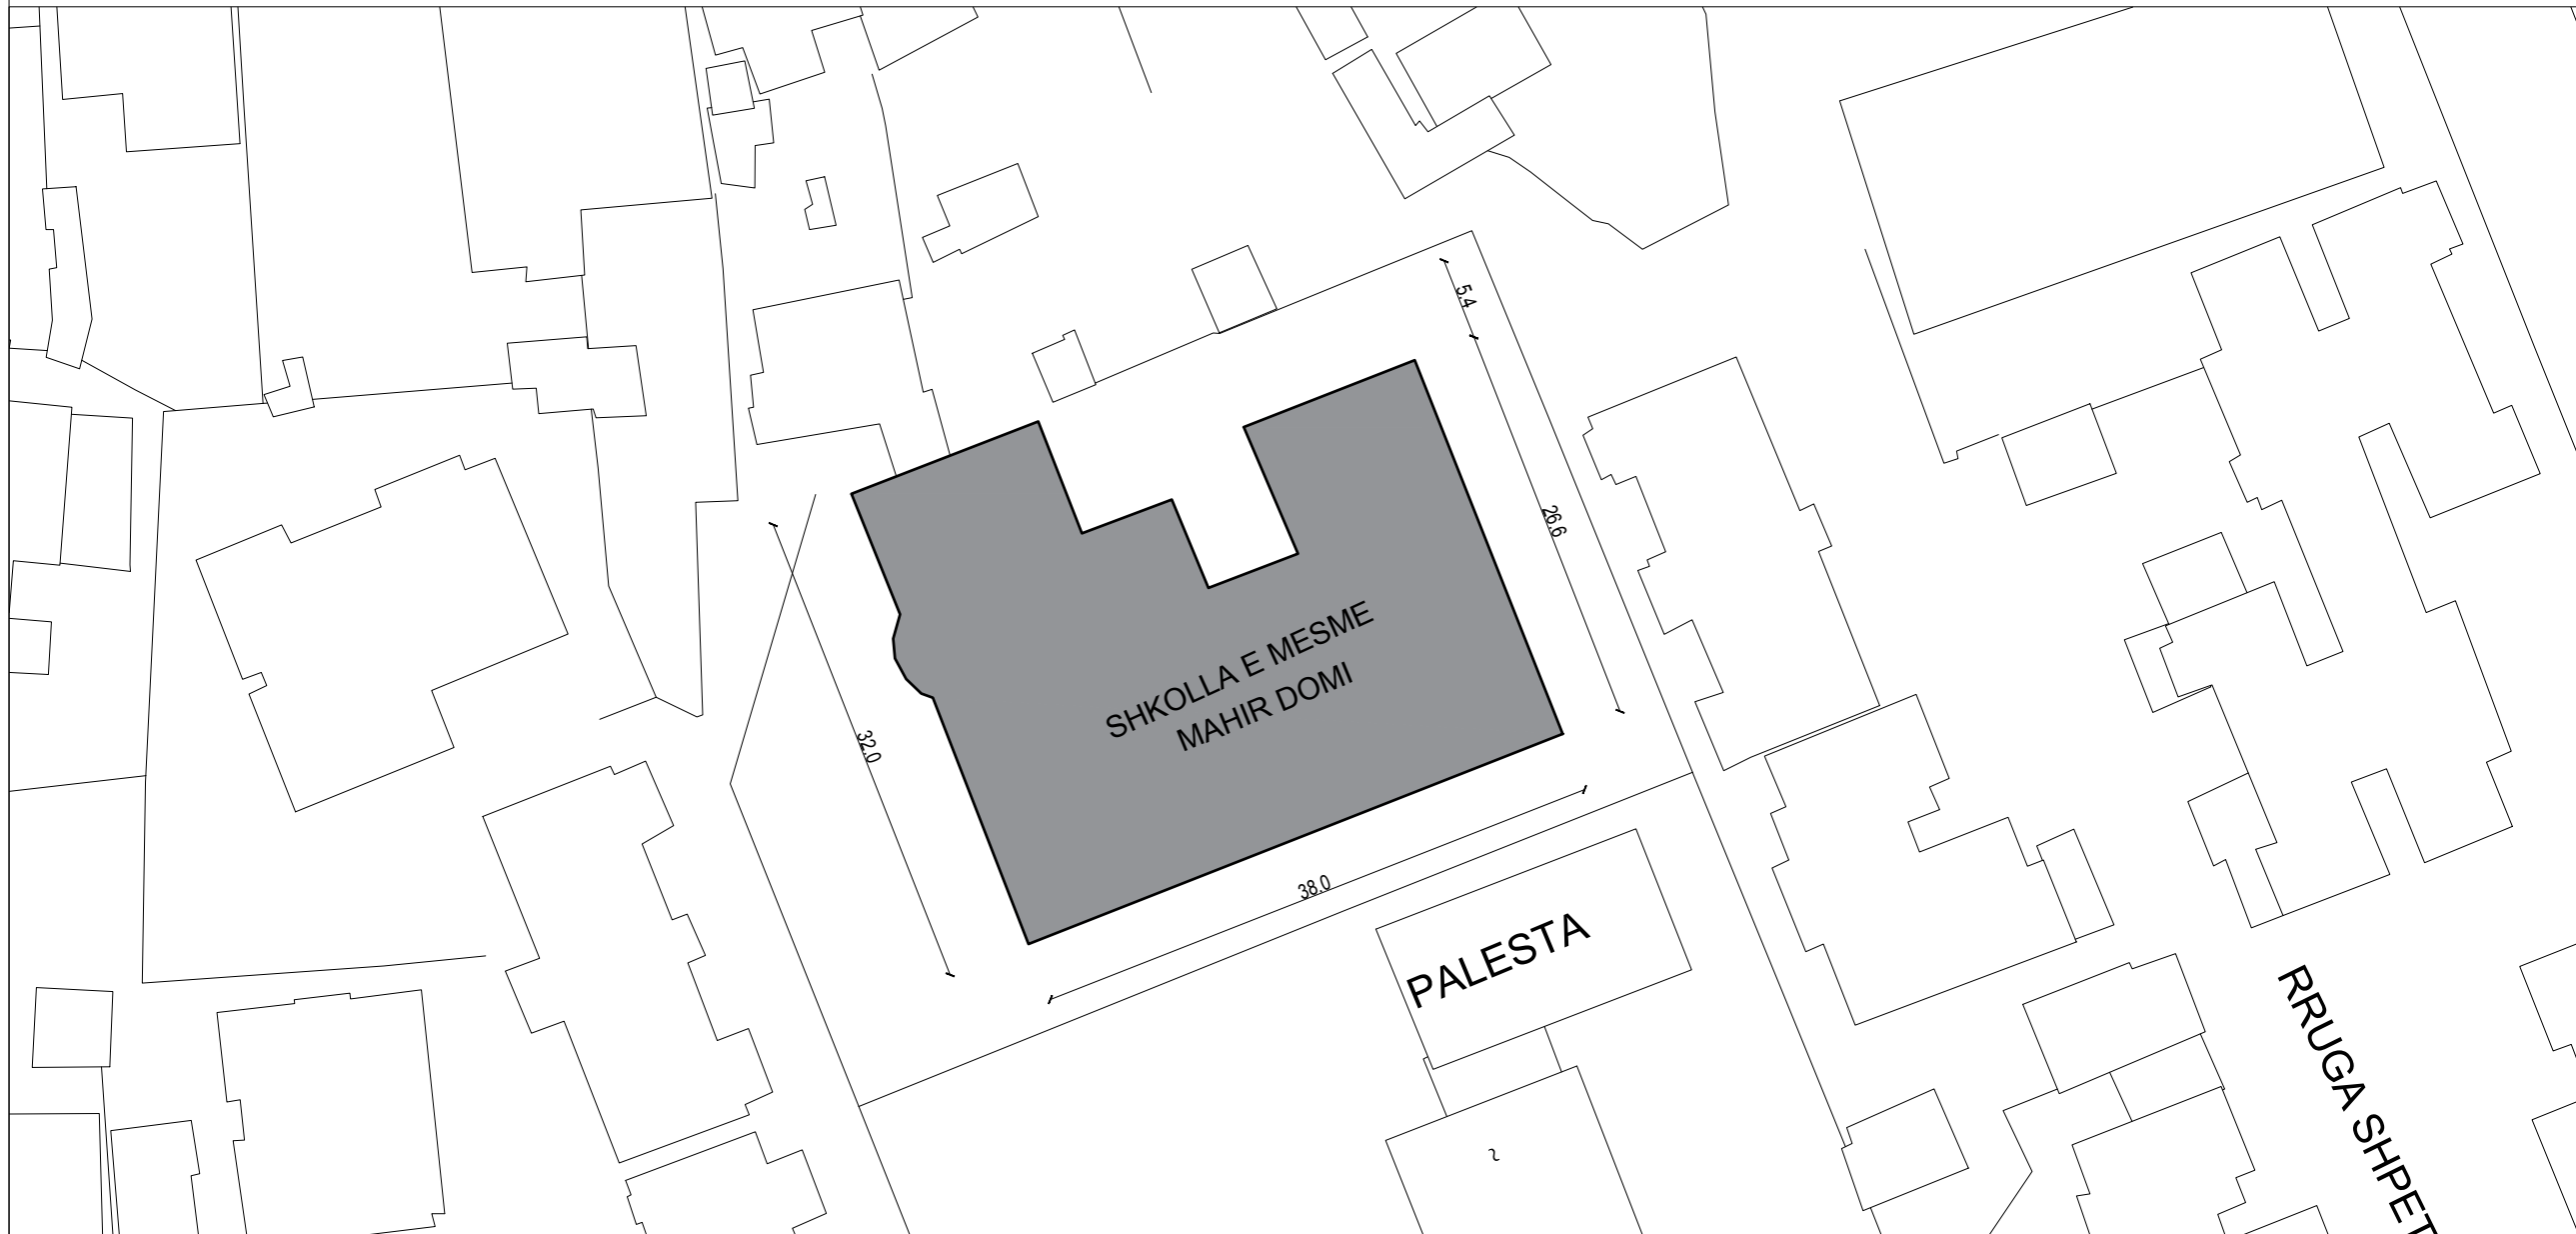 5.4
26.6
SHKOLLA E MESME
MAHIR DOMI
32.0
38.0
PALESTA
~
RRUGA SHPET